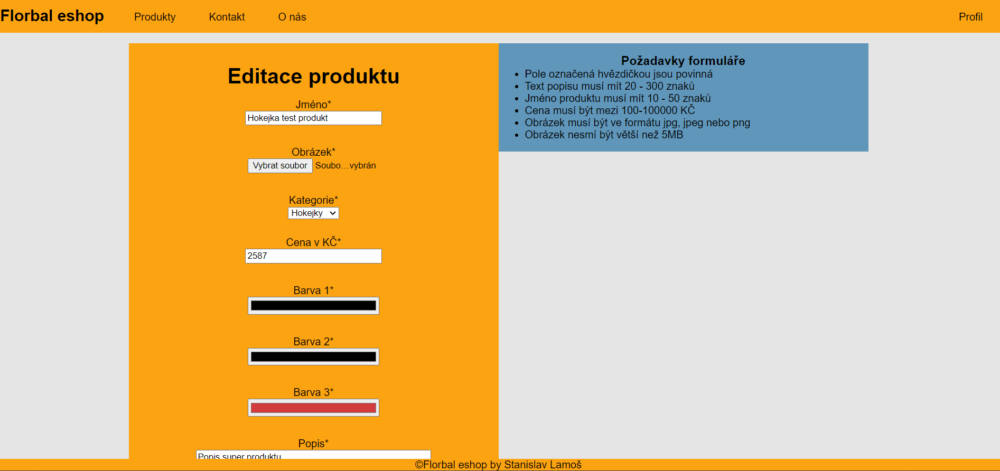 Florbal eshop Produkty Kontakt O nás Profil
Editace produktu
Jméno*
Hokejka test produkt
Obrázek*
Vybrat soubor Soubo…vybrán
Kategorie*
Hokejky
Cena v KČ*
2587
Barva 1*
Barva 2*
Barva 3*
Popis*
Popis super produktu
Požadavky formuláře
Pole označená hvězdičkou jsou povinná
Text popisu musí mít 20 - 300 znaků
Jméno produktu musí mít 10 - 50 znaků
Cena musí být mezi 100-100000 KČ
Obrázek musí být ve formátu jpg, jpeg nebo png
Obrázek nesmí být větší než 5MB
©Florbal eshop by Stanislav Lamoš